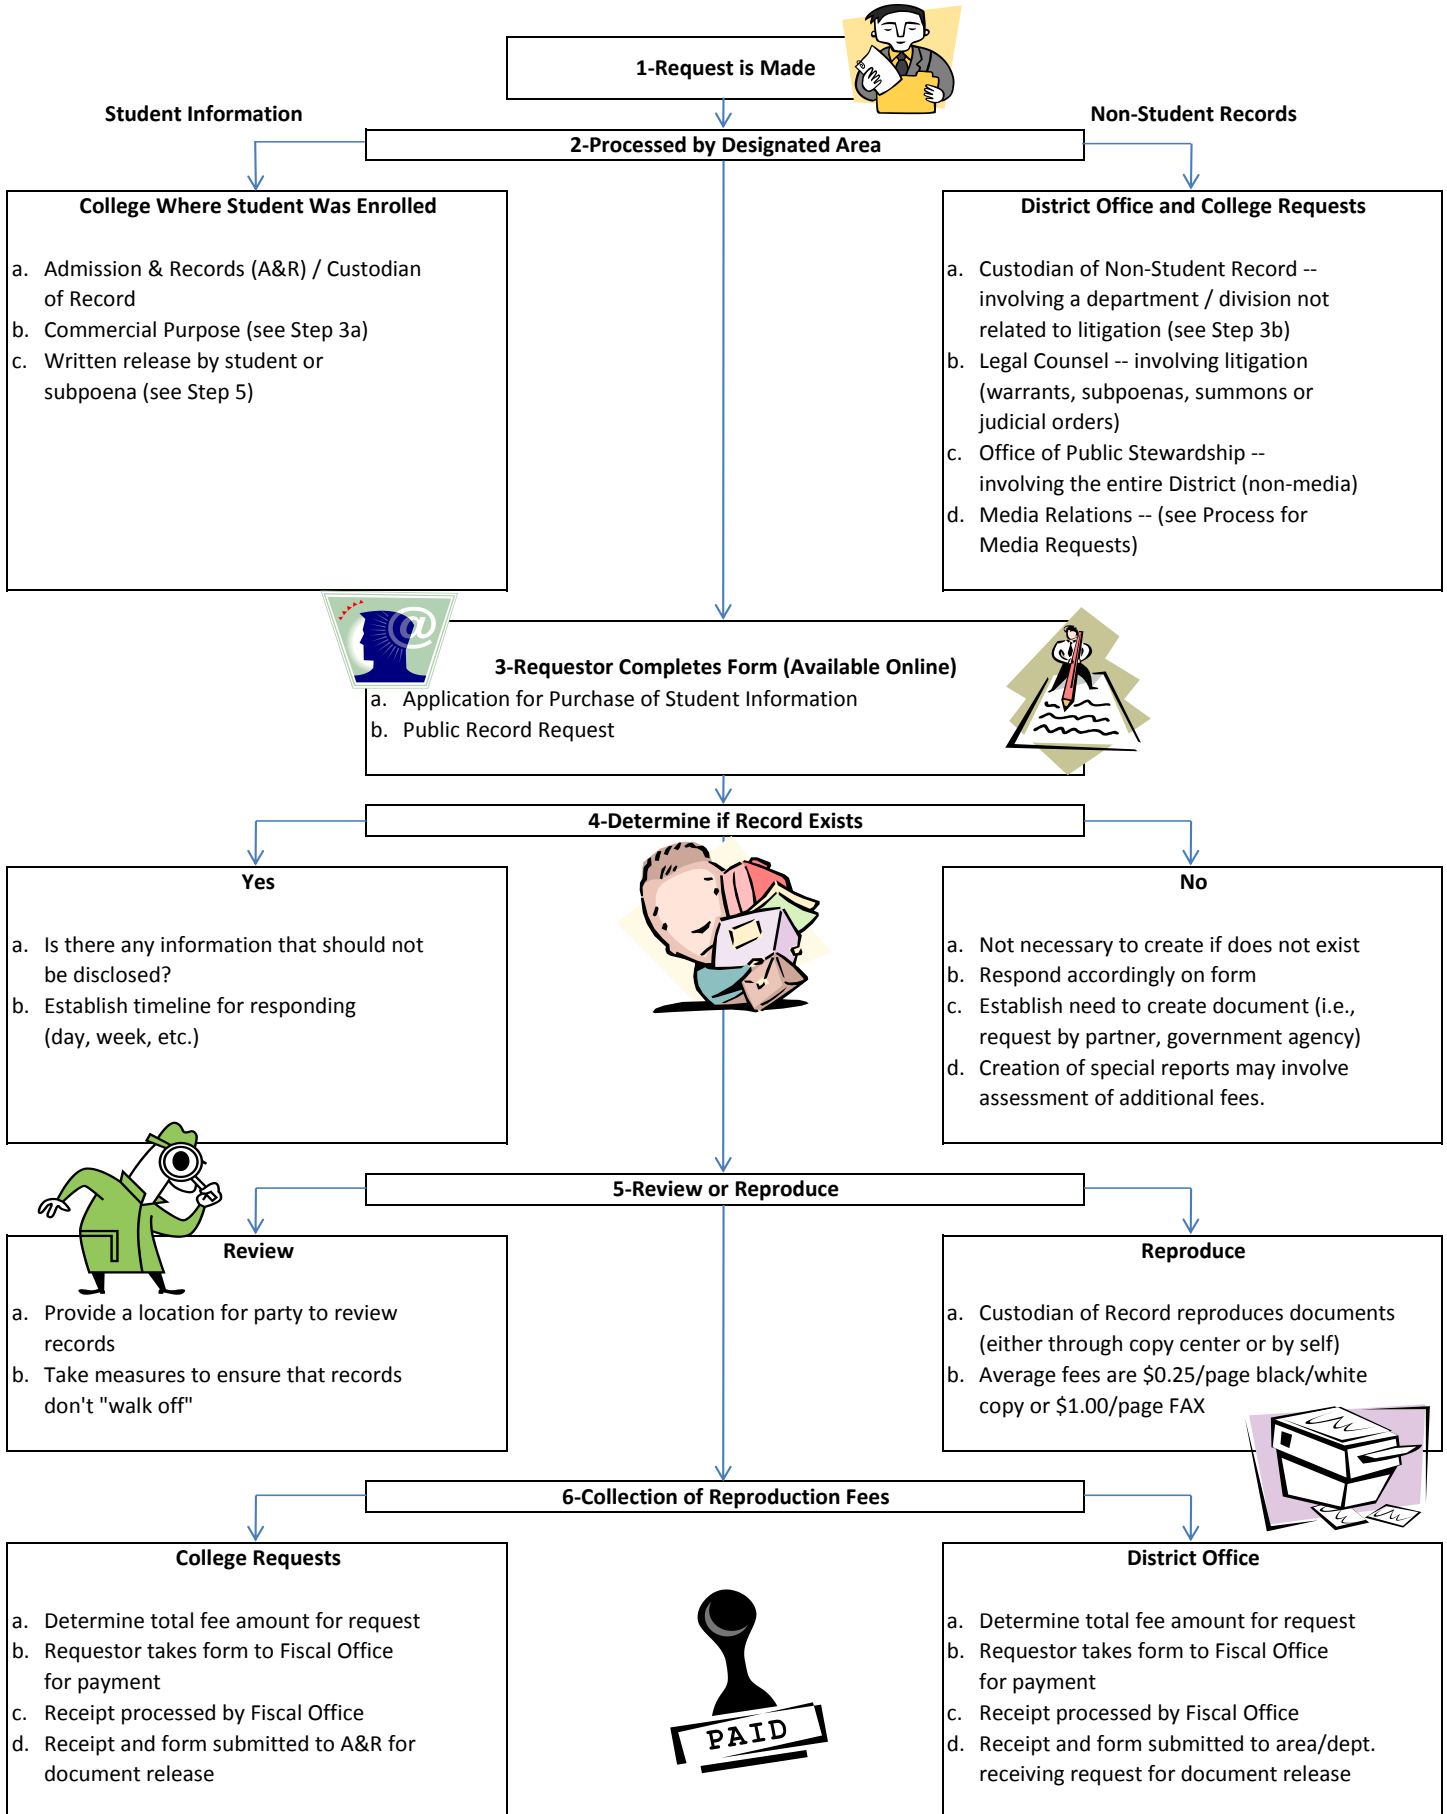 1-Request is Made
Student Information
Non-Student Records
2-Processed by Designated Area
College Where Student Was Enrolled
a. Admission & Records (A&R) / Custodian
of Record
b. Commercial Purpose (see Step 3a)
c. Written release by student or
subpoena (see Step 5)
District Office and College Requests
a. Custodian of Non-Student Record --
involving a department / division not
related to litigation (see Step 3b)
b. Legal Counsel -- involving litigation
(warrants, subpoenas, summons or
judicial orders)
c. Office of Public Stewardship --
involving the entire District (non-media)
d. Media Relations -- (see Process for
Media Requests)
@
3-Requestor Completes Form (Available Online)
a. Application for Purchase of Student Information
b. Public Record Request
4-Determine if Record Exists
Yes
a. Is there any information that should not
be disclosed?
b. Establish timeline for responding
(day, week, etc.)
No
a. Not necessary to create if does not exist
b. Respond accordingly on form
c. Establish need to create document (i.e.,
request by partner, government agency)
d. Creation of special reports may involve
assessment of additional fees.
5-Review or Reproduce
Review
a. Provide a location for party to review
records
b. Take measures to ensure that records
don't "walk off"
Reproduce
a. Custodian of Record reproduces documents
(either through copy center or by self)
b. Average fees are $0.25/page black/white
copy or $1.00/page FAX
6-Collection of Reproduction Fees
College Requests
a. Determine total fee amount for request
b. Requestor takes form to Fiscal Office
for payment
c. Receipt processed by Fiscal Office
d. Receipt and form submitted to A&R for
document release
PAID
District Office
a. Determine total fee amount for request
b. Requestor takes form to Fiscal Office
for payment
c. Receipt processed by Fiscal Office
d. Receipt and form submitted to area/dept.
receiving request for document release